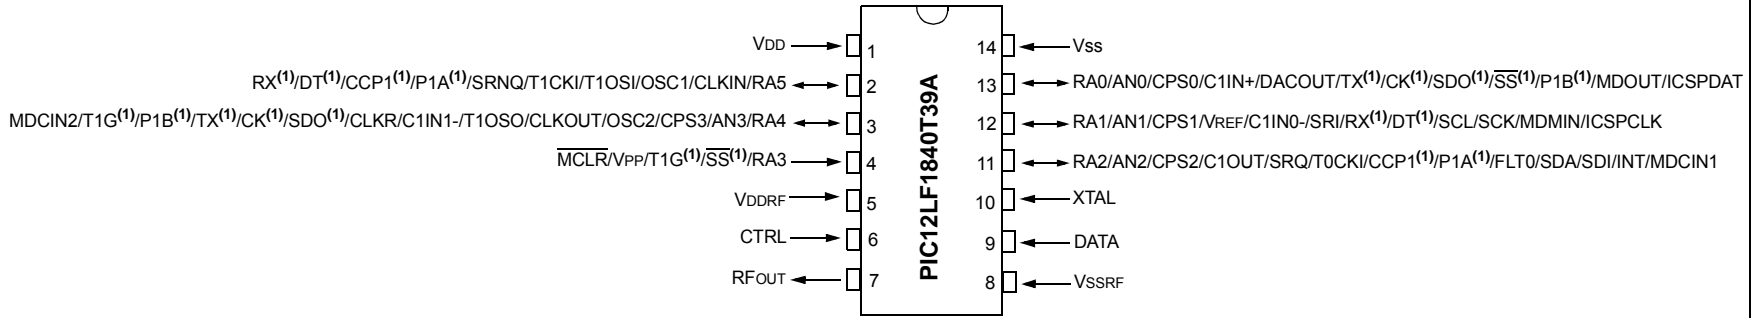 VDD 1 14 Vss
RX(1)/DT(1)/CCP1(1)/P1A(1)/SRNQ/T1CKI/T1OSI/OSC1/CLKIN/RA5 2 13 RA0/AN0/CPS0/C1IN+/DACOUT/TX(1)/CK(1)/SDO(1)/SS(1)/P1B(1)/MDOUT/ICSPDAT
MDCIN2/T1G(1)/P1B(1)/TX(1)/CK(1)/SDO(1)/CLKR/C1IN1-/T1OSO/CLKOUT/OSC2/CPS3/AN3/RA4 3 12 RA1/AN1/CPS1/VREF/C1IN0-/SRI/RX(1)/DT(1)/SCL/SCK/MDMIN/ICSPCLK
MCLR/VPP/T1G(1)/SS(1)/RA3 4 11 RA2/AN2/CPS2/C1OUT/SRQ/T0CKI/CCP1(1)/P1A(1)/FLT0/SDA/SDI/INT/MDCIN1
VDDRF 5 10 XTAL
CTRL 6 9 DATA
RFOUT 7 8 VSSRF
PIC12LF1840T39A